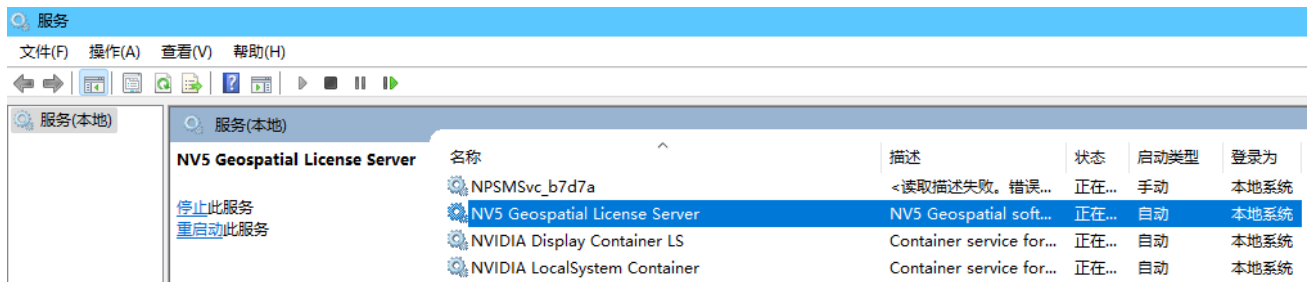 服务
文件(F) 操作(A) 查看(V) 帮助(H)
服务(本地)
服务(本地)
NV5 Geospatial License Server
停止此服务
重启动此服务
名称 描述 状态 启动类型 登录为
NPSMSvc_b7d7a <读取描述失败。错误... 正在... 手动 本地系统
NV5 Geospatial License Server NV5 Geospatial soft... 正在... 自动 本地系统
NVIDIA Display Container LS Container service for... 正在... 自动 本地系统
NVIDIA LocalSystem Container Container service for... 正在... 自动 本地系统